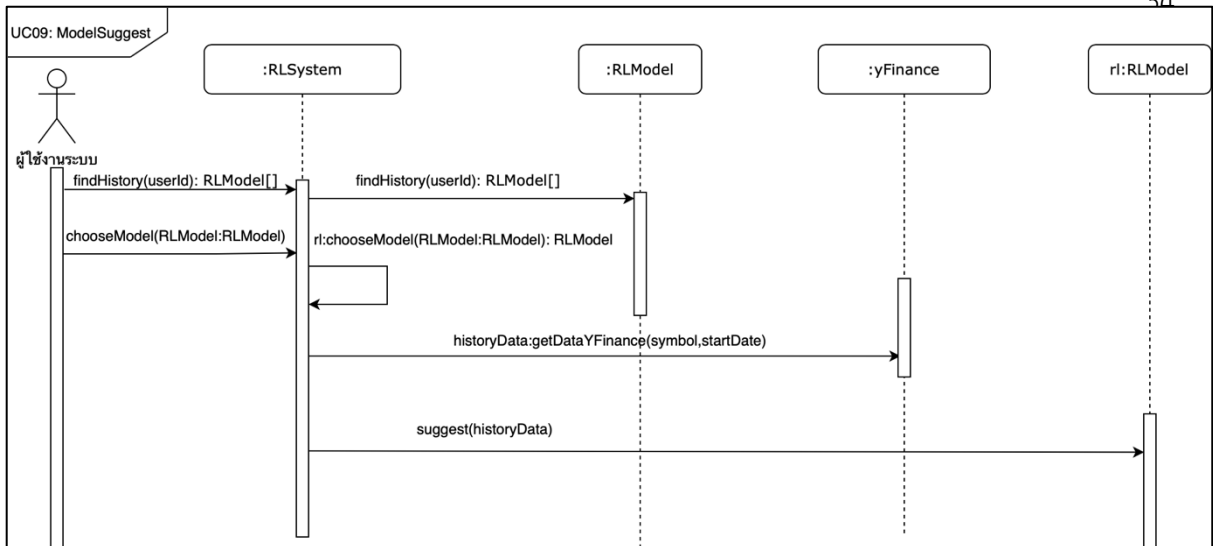 UC09: ModelSuggest
:RLSystem
:RLModel
:yFinance
rl:RLModel
ผู้ใช้งานระบบ
findHistory(userId): RLModel[]
findHistory(userId): RLModel[]
chooseModel(RLModel:RLModel)
rl:chooseModel(RLModel:RLModel): RLModel
historyData:getDataYFinance(symbol,startDate)
suggest(historyData)